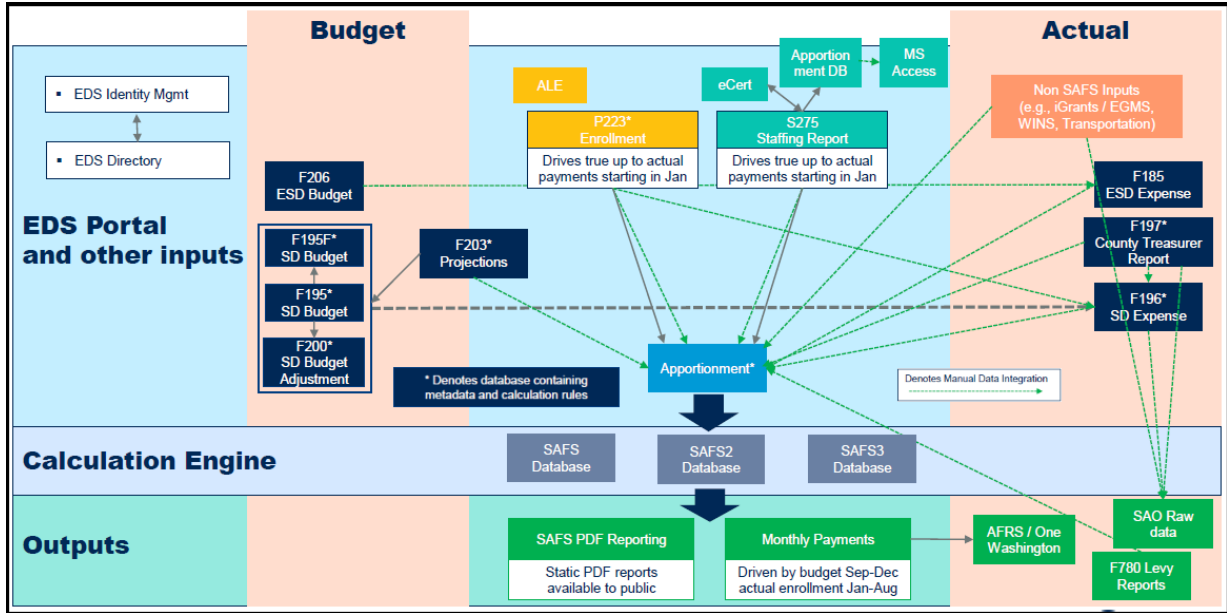 Budget
Actual
ALE
eCert
Apportion
ment DB
MS
Access
▪ EDS Identity Mgmt
▪ EDS Directory
P223*
Enrollment
Drives true up to actual
payments starting in Jan
S275
Staffing Report
Drives true up to actual
payments starting in Jan
Non SAFS Inputs
(e.g., iGrants / EGMS,
WINS, Transportation)
EDS Portal
and other inputs
F206
ESD Budget
F185
ESD Expense
F195F*
SD Budget
F195*
SD Budget
F200*
SD Budget
Adjustment
F203*
Projections
F197*
County Treasurer
Report
F196*
SD Expense
* Denotes database containing
metadata and calculation rules
Apportionment*
Denotes Manual Data Integration
Calculation Engine
SAFS
Database
SAFS2
Database
SAFS3
Database
Outputs
SAFS PDF Reporting
Static PDF reports
available to public
Monthly Payments
Driven by budget Sep-Dec
actual enrollment Jan-Aug
AFRS / One
Washington
SAO Raw
data
F780 Levy
Reports